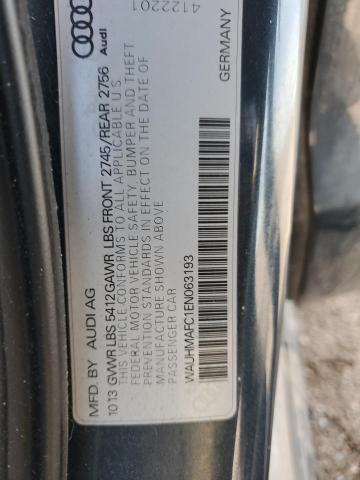 MFD. BY AUDI AG
10 13 GVWR LBS 5412GAWR LBS FRONT 2745/REAR 2756
THIS VEHICLE CONFORMS TO ALL APPLICABLE U.S.
FEDERAL MOTOR VEHICLE SAFETY, BUMPER AND THEFT
PREVENTION STANDARDS IN EFFECT ON THE DATE OF
MANUFACTURE SHOWN ABOVE
PASSENGER CAR
WAUHMAFC1EN063193
GERMANY
Audi
4122201